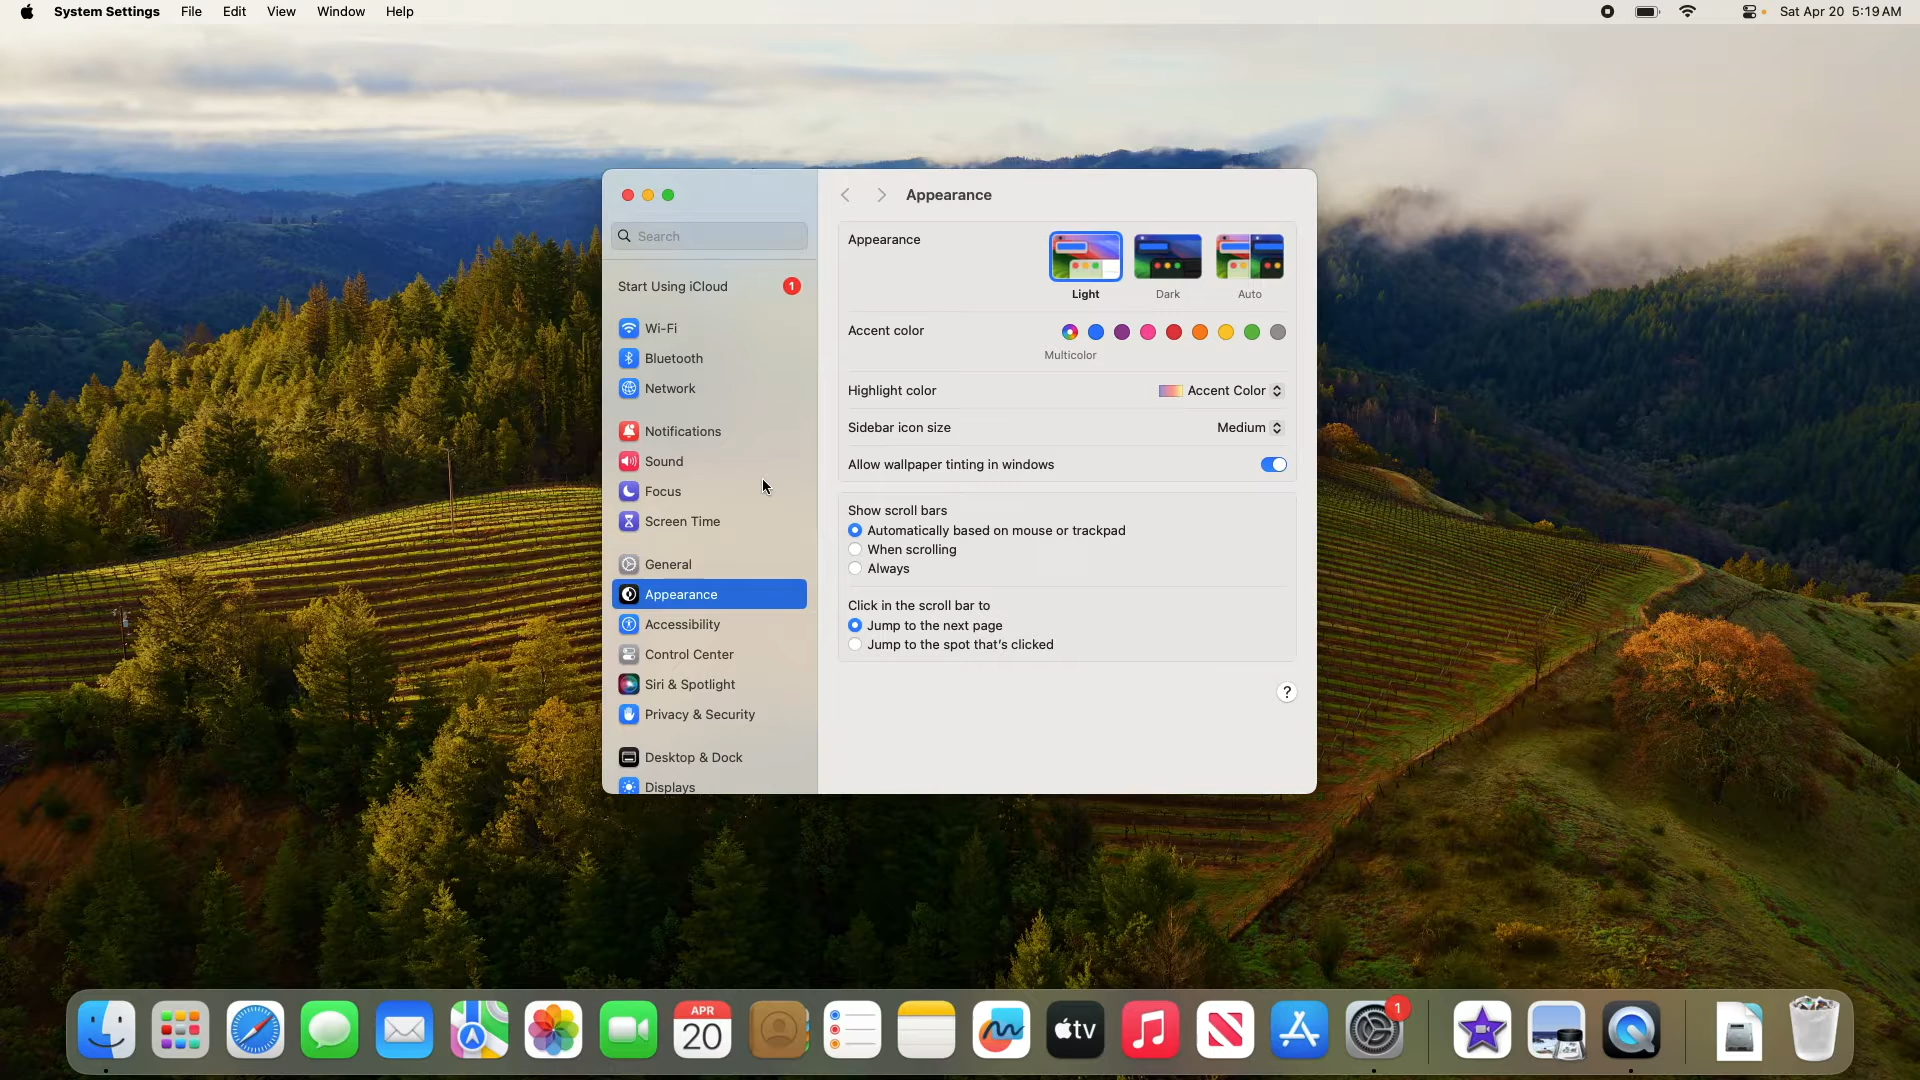 System Settings File Edit View Window Help Sat Apr 20 5:19 AM
Appearance
Search
Start Using iCloud 1
Wi-Fi
Bluetooth
Network
Notifications
Sound
Focus
Screen Time
General
Appearance
Accessibility
Control Center
Siri & Spotlight
Privacy & Security
Desktop & Dock
Displays
Appearance
Light Dark Auto
Accent color
Multicolor
Highlight color Accent Color
Sidebar icon size Medium
Allow wallpaper tinting in windows
Show scroll bars
Automatically based on mouse or trackpad
When scrolling
Always
Click in the scroll bar to
Jump to the next page
Jump to the spot that's clicked
?
APR
20
tv
1